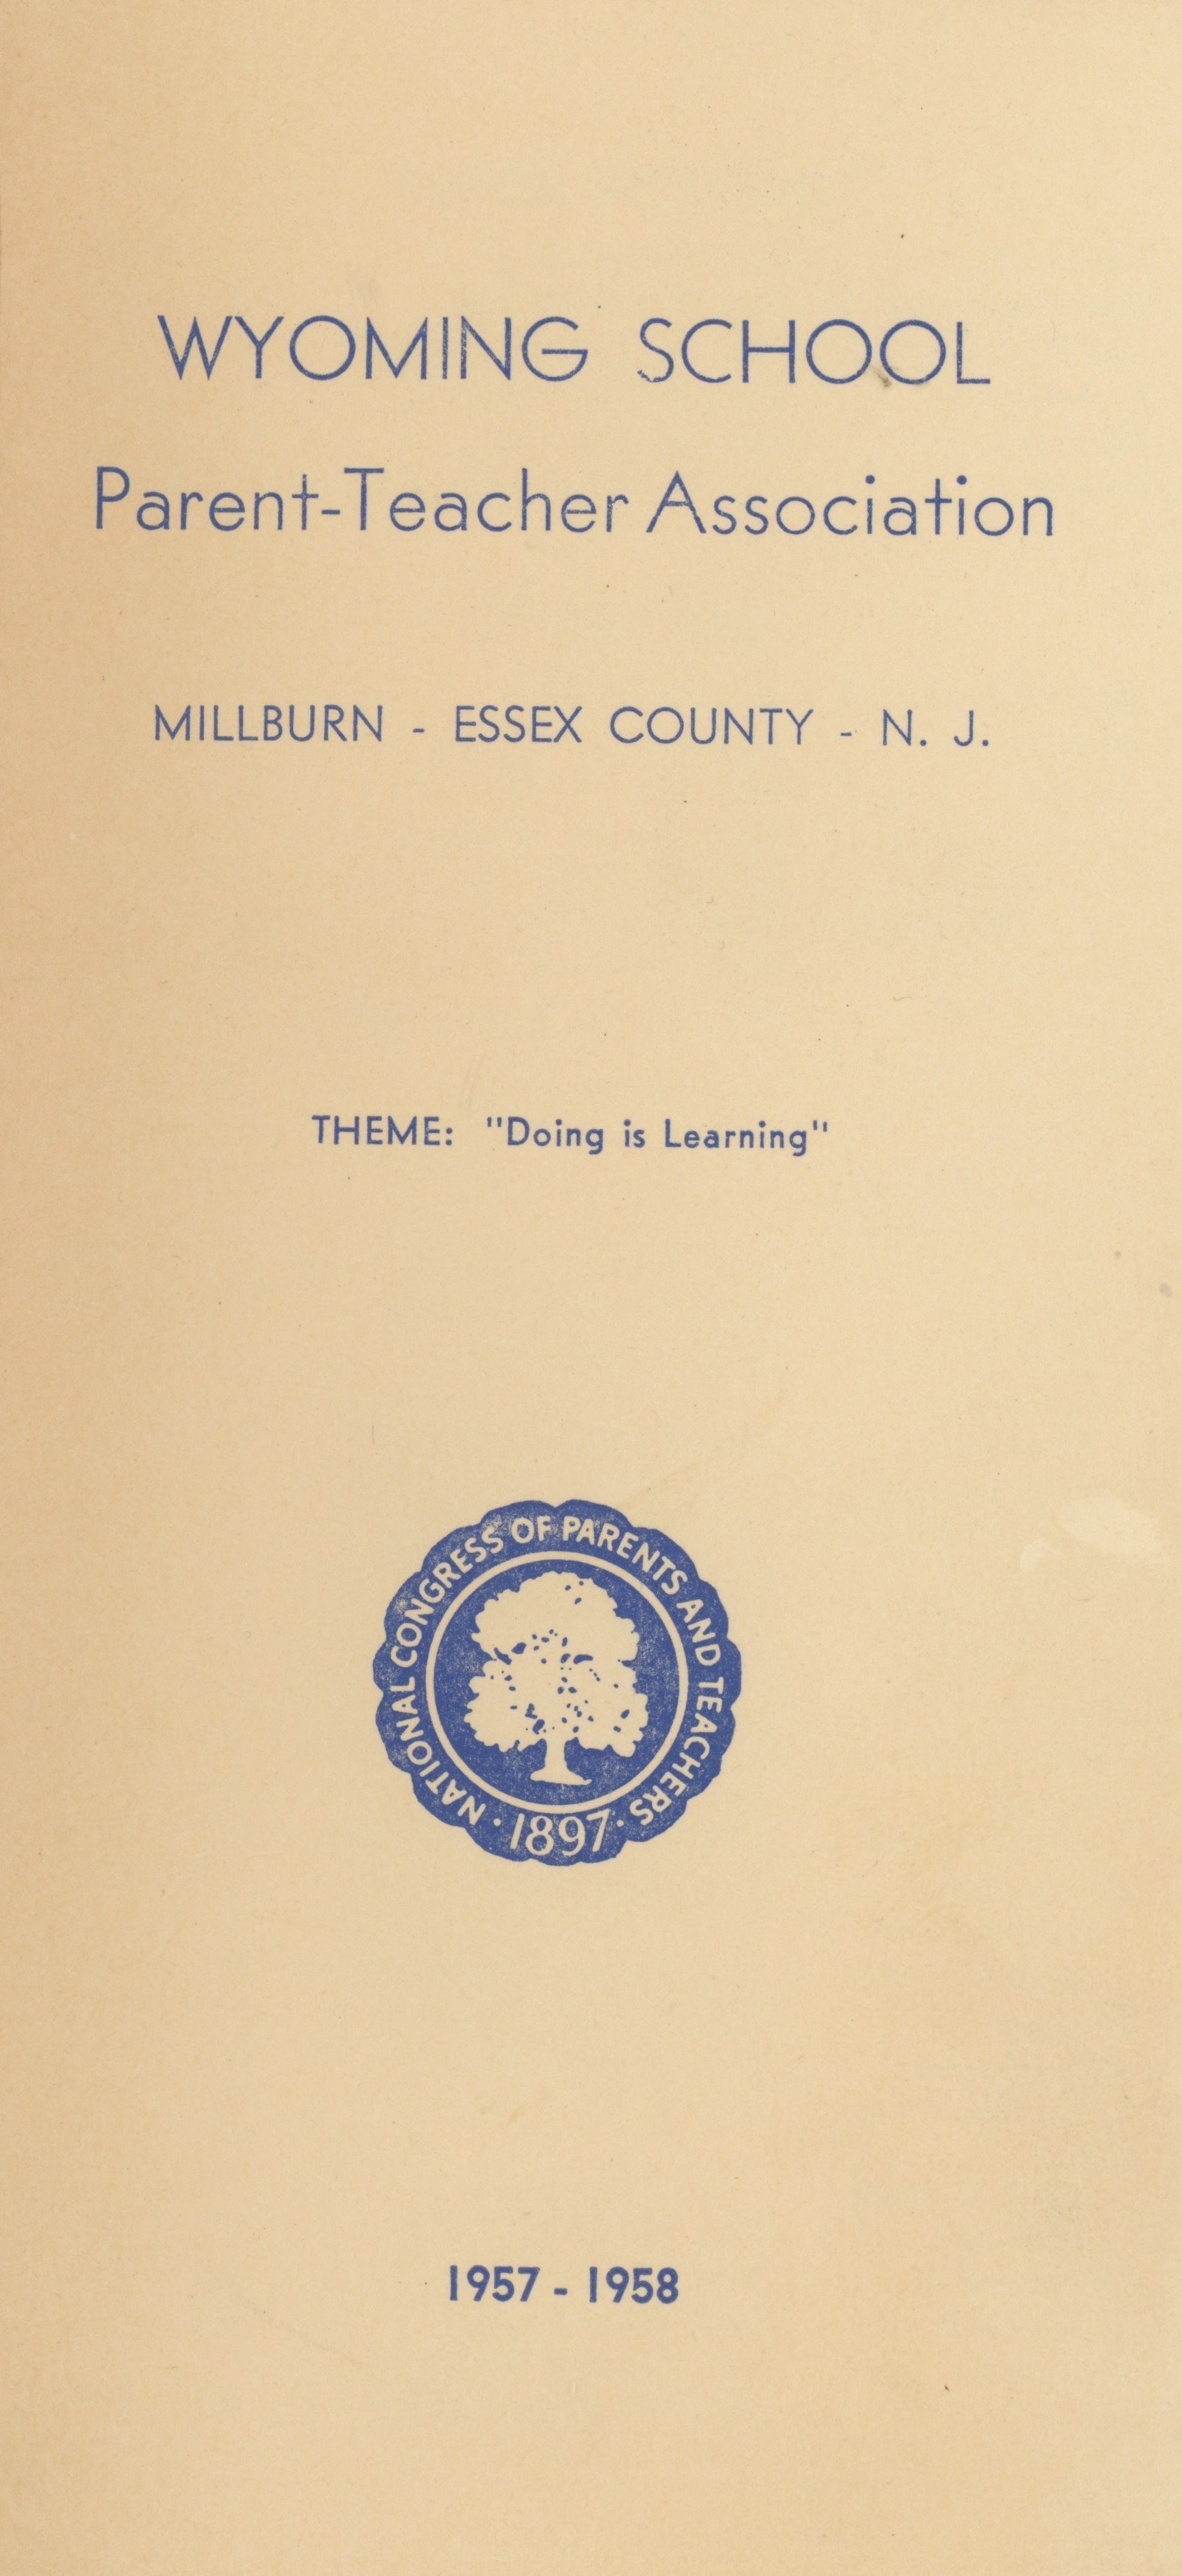 WYOMING SCHOOL
Parent-Teacher Association
MILLBURN - ESSEX COUNTY - N. J.
THEME: "Doing is Learning"
NATIONAL CONGRESS OF PARENTS AND TEACHERS
· 1897 ·
1957 - 1958